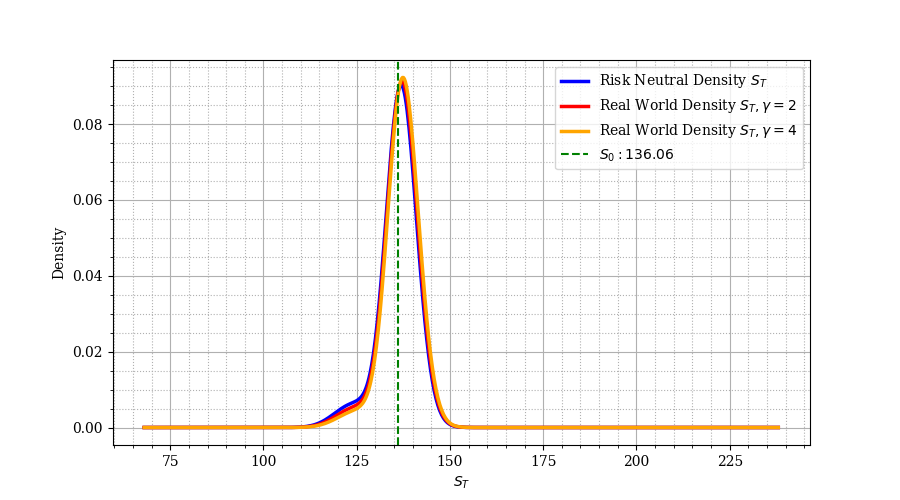 Risk Neutral Density S_T
Real World Density S_T, γ = 2
Real World Density S_T, γ = 4
S_0 : 136.06
Density
0.08
0.06
0.04
0.02
0.00
75 100 125 150 175 200 225
S_T